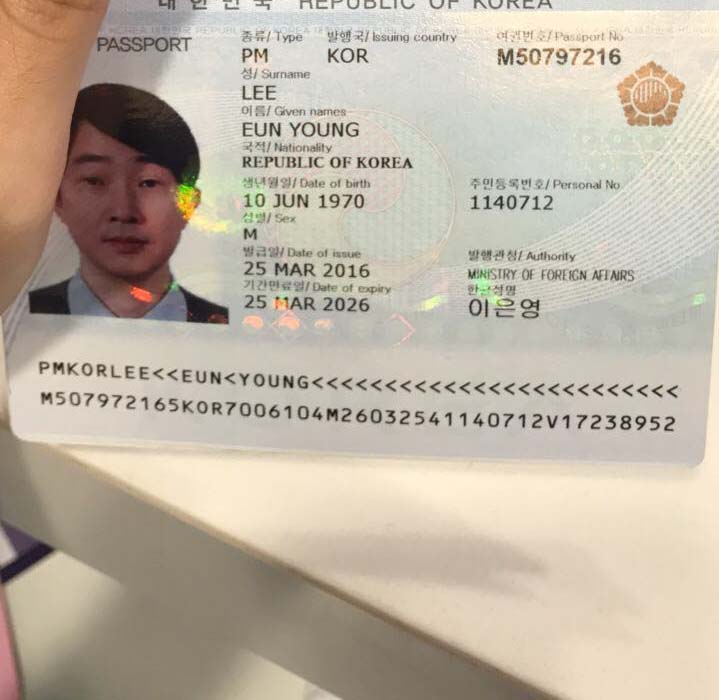 대 한 민 국 REPUBLIC OF KOREA
PASSPORT
종류/ Type 발행국/ Issuing country 여권번호/ Passport No
PM KOR M50797216
성/ Surname
LEE
이름/ Given names
EUN YOUNG
국적/ Nationality
REPUBLIC OF KOREA
생년월일/ Date of birth 주민등록번호/ Personal No
10 JUN 1970 1140712
성별/ Sex
M
발급일/ Date of issue 발행관청/ Authority
25 MAR 2016 MINISTRY OF FOREIGN AFFAIRS
기간만료일/ Date of expiry 한글성명
25 MAR 2026 이은영
PMKORLEE<<EUN<YOUNG<<<<<<<<<<<<<<<<<<<<<<<<<
M507972165KOR7006104M26032541140712V17238952